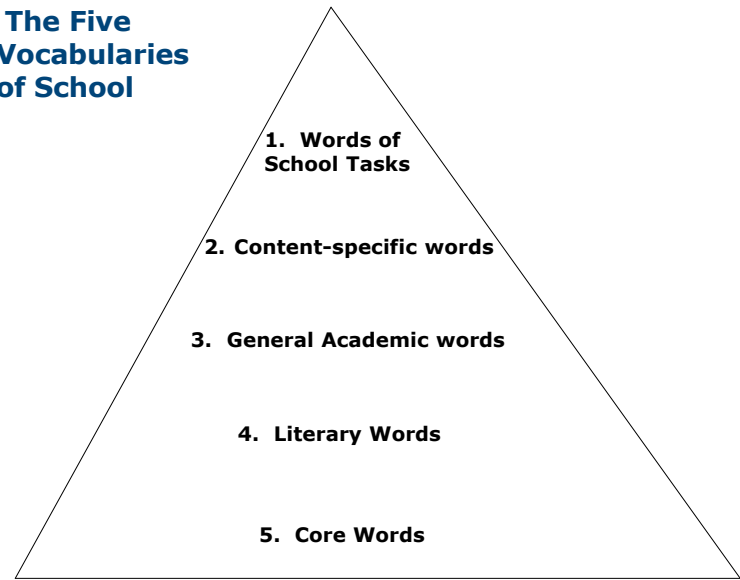 The Five
Vocabularies
of School
1. Words of
School Tasks
2. Content-specific words
3. General Academic words
4. Literary Words
5. Core Words